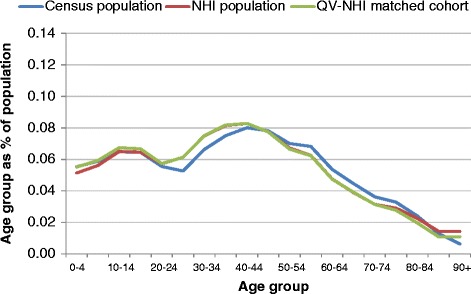 Census population NHI population QV-NHI matched cohort
0.14
0.12
0.10
0.08
0.06
0.04
0.02
0.00
Age group as % of population
0-4 10-14 20-24 30-34 40-44 50-54 60-64 70-74 80-84 90+
Age group